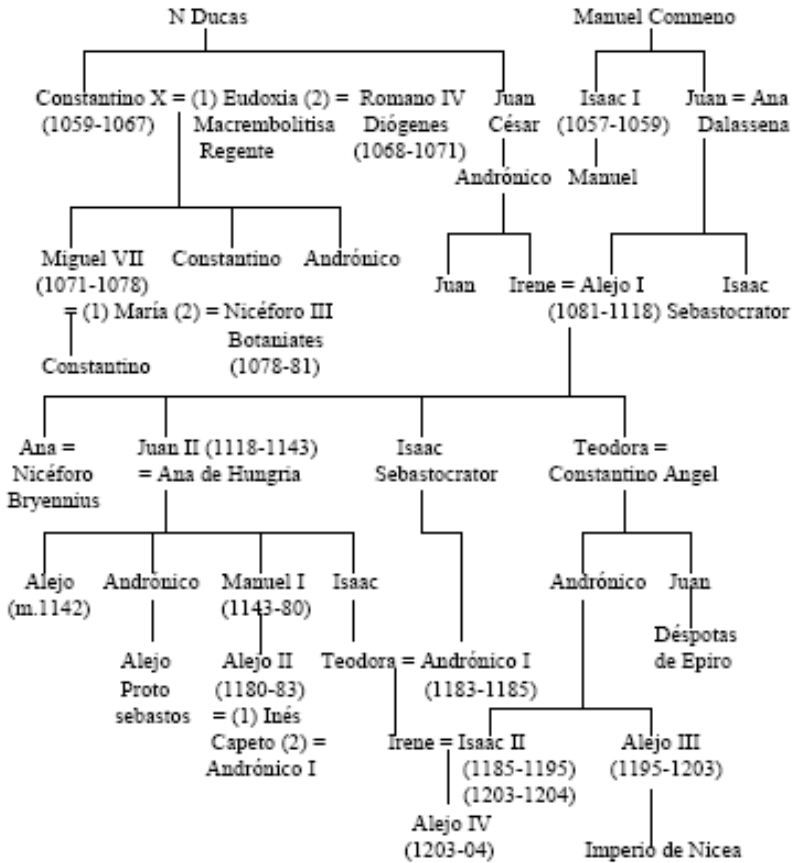 N Ducas
Manuel Comneno
Constantino X = (1) Eudoxia (2) = Romano IV
(1059-1067) Macrembolitisa Diógenes
Regente (1068-1071)
Juan
César
Isaac I
(1057-1059)
Juan = Ana
Dalassena
Andrónico
Manuel
Miguel VII
(1071-1078)
= (1) María (2) = Nicéforo III
Botaniates
(1078-81)
Constantino
Andrónico
Constantino
Juan
Irene = Alejo I
(1081-1118)
Isaac
Sebastocrator
Ana =
Nicéforo
Bryennius
Juan II (1118-1143)
= Ana de Hungria
Isaac
Sebastocrator
Teodora =
Constantino Angel
Alejo
(m.1142)
Andrónico
Manuel I
(1143-80)
Isaac
Andrónico
Juan
Alejo
Proto
sebastos
Alejo II
(1180-83)
= (1) Inés
Capeto (2) =
Andrónico I
Teodora = Andrónico I
(1183-1185)
Déspotas
de Epiro
Irene = Isaac II
(1185-1195)
(1203-1204)
Alejo III
(1195-1203)
Alejo IV
(1203-04)
Imperio de Nicea